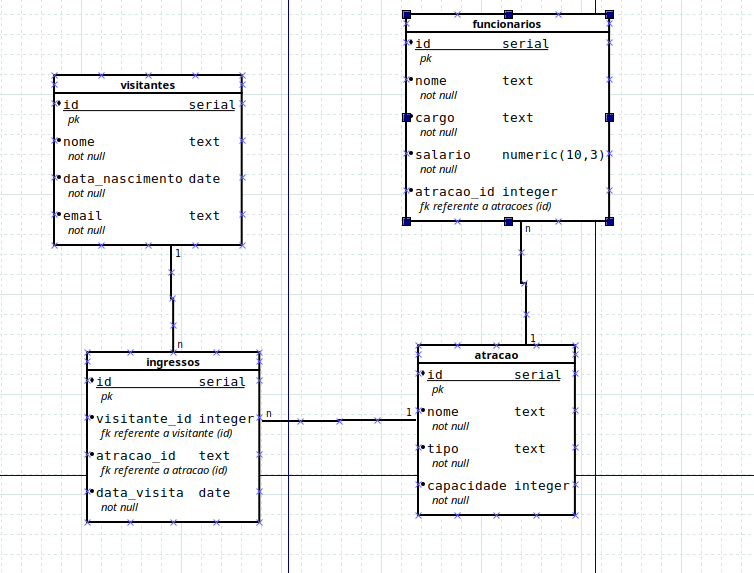 visitantes
id serial
pk
nome text
not null
data_nascimento date
not null
email text
not null
1
n
funcionarios
id serial
pk
nome text
not null
cargo text
not null
salario numeric(10,3)
not null
atracao_id integer
fk referente a atracoes (id)
n
1
ingressos
id serial
pk
visitante_id integer
fk referente a visitante (id)
atracao_id text
fk referente a atracao (id)
data_visita date
not null
n
1
atracao
id serial
pk
nome text
not null
tipo text
not null
capacidade integer
not null